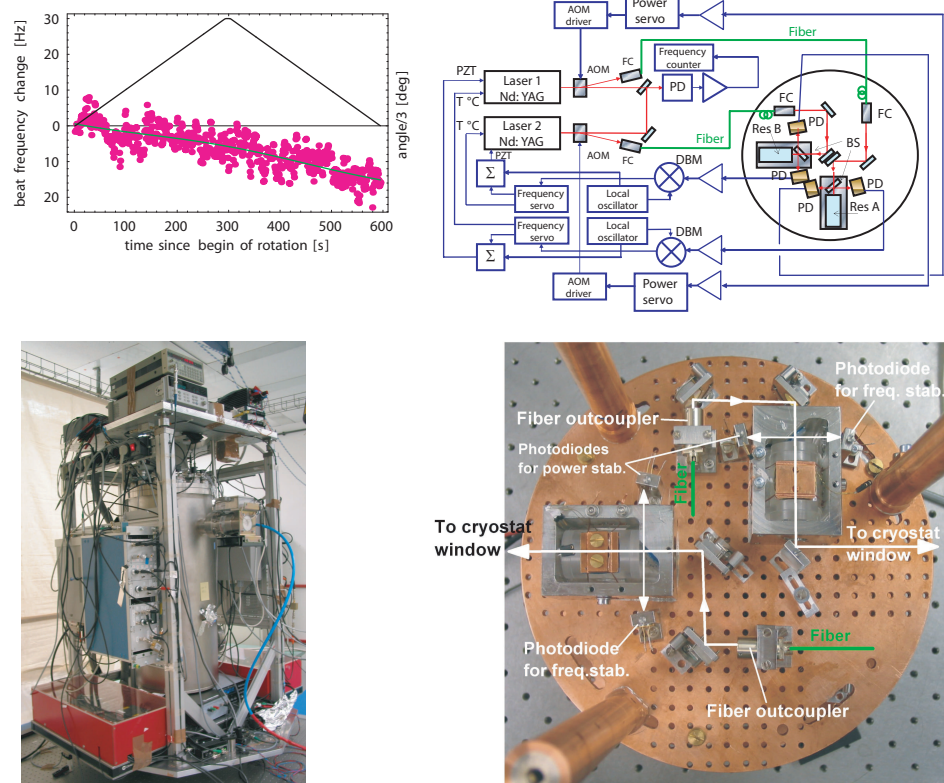 beat frequency change [Hz]
30
20
10
0
10
20
0
100
200
300
400
500
600
time since begin of rotation [s]
angle/3 [deg]
AOM
driver
Power
servo
Fiber
Frequency
counter
PZT
Laser 1
Nd: YAG
AOM
FC
PD
T °C
T °C
Laser 2
Nd: YAG
PZT
AOM
FC
Fiber
FC
FC
PD
Res B
BS
PD
PD
PD
Res A
DBM
Σ
Frequency
servo
Local
oscillator
Frequency
servo
Local
oscillator
DBM
Σ
AOM
driver
Power
servo
Photodiode
for freq. stab.
Fiber outcoupler
Photodiodes
for power stab.
Fiber
To cryostat
window
To cryostat
window
Photodiode
for freq.stab.
Fiber
Fiber outcoupler